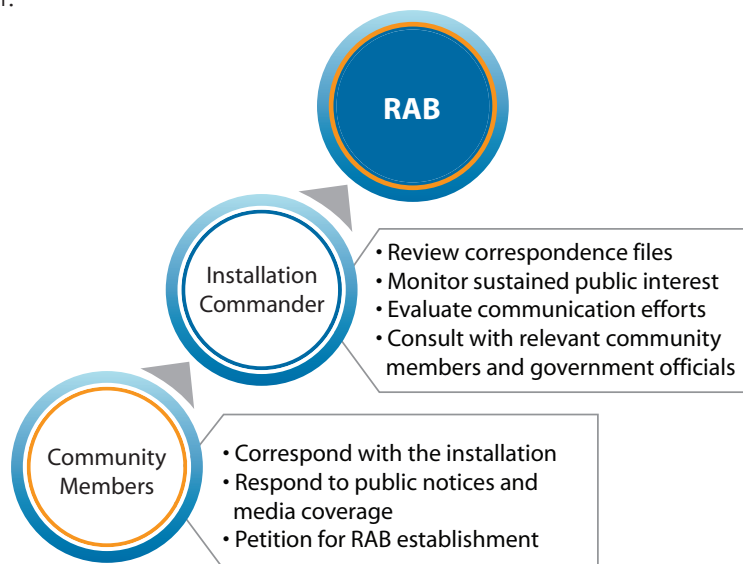 RAB
Installation
Commander
• Review correspondence files
• Monitor sustained public interest
• Evaluate communication efforts
• Consult with relevant community
members and government officials
Community
Members
• Correspond with the installation
• Respond to public notices and
media coverage
• Petition for RAB establishment